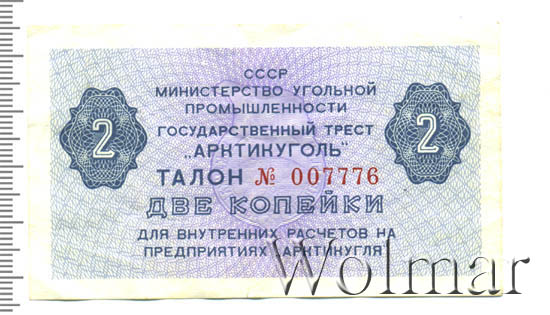 СССР
МИНИСТЕРСТВО УГОЛЬНОЙ
ПРОМЫШЛЕННОСТИ
ГОСУДАРСТВЕННЫЙ ТРЕСТ
„АРКТИКУГОЛЬ"
2
2
ТАЛОН № 007776
ДВЕ КОПЕЙКИ
ДЛЯ ВНУТРЕННИХ РАСЧЕТОВ НА
ПРЕДПРИЯТИЯХ „АРКТИКУГЛЯ"
Wolmar